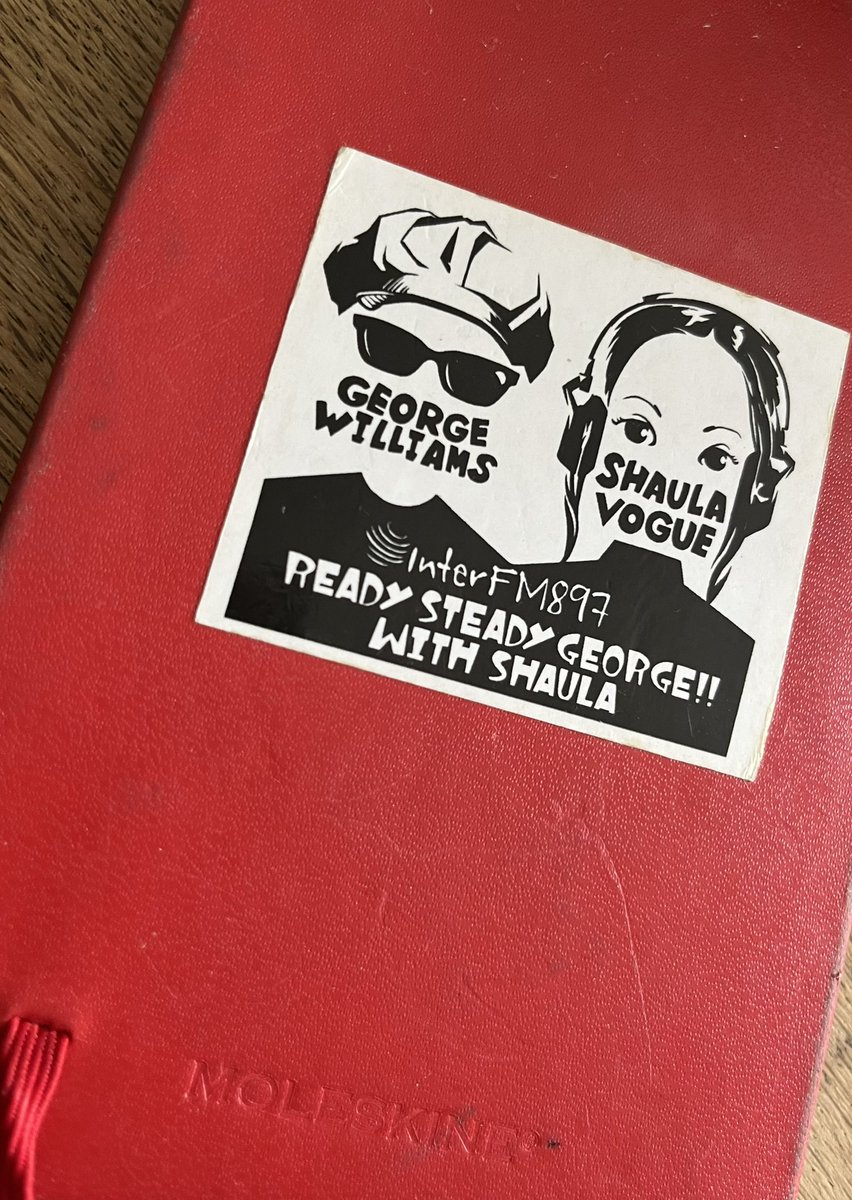 GEORGE
WILLIAMS
SHAULA
VOGUE
InterFM897
READY STEADY GEORGE!!
WITH SHAULA
MOLESKINE®